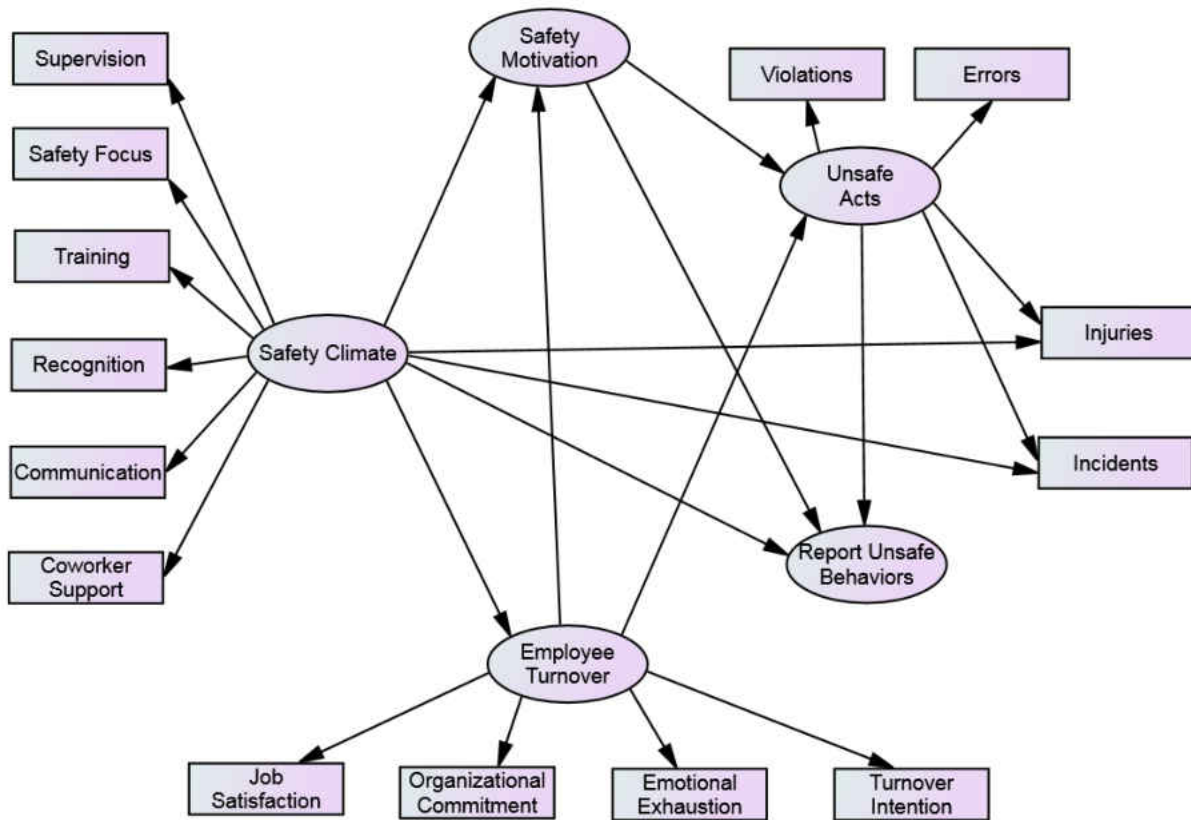 Supervision
Safety Focus
Training
Recognition
Communication
Coworker
Support
Safety Climate
Safety
Motivation
Violations
Errors
Unsafe
Acts
Injuries
Incidents
Report Unsafe
Behaviors
Employee
Turnover
Job
Satisfaction
Organizational
Commitment
Emotional
Exhaustion
Turnover
Intention